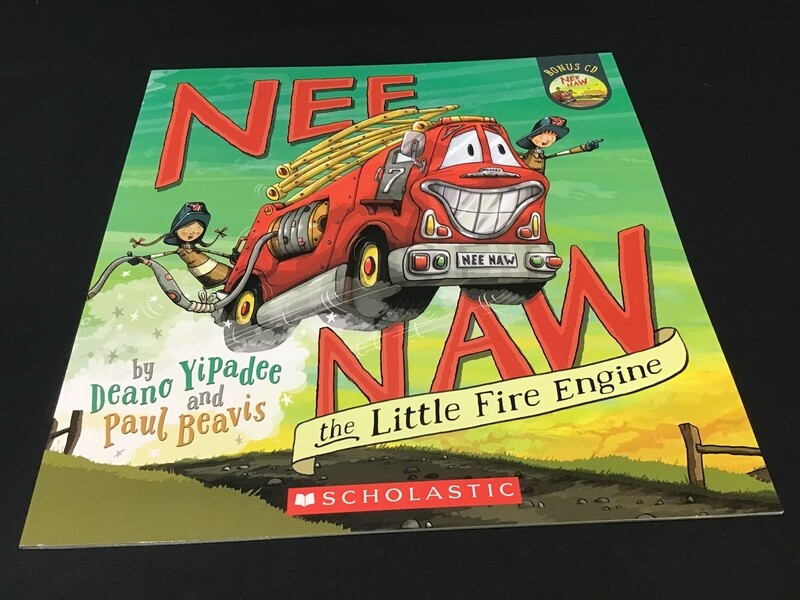 BONUS CD
NEE
NAW
NEE
7
NEE NAW
NAW
the Little Fire Engine
by
Deano Yipadee
and
Paul Beavis
SCHOLASTIC